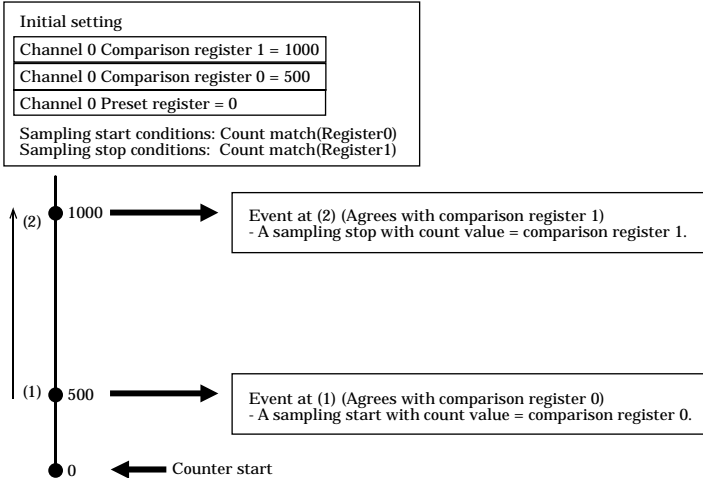 Initial setting
Channel 0 Comparison register 1 = 1000
Channel 0 Comparison register 0 = 500
Channel 0 Preset register = 0
Sampling start conditions: Count match(Register0)
Sampling stop conditions:  Count match(Register1)
(2)
1000
Event at (2) (Agrees with comparison register 1)
- A sampling stop with count value = comparison register 1.
(1)
500
Event at (1) (Agrees with comparison register 0)
- A sampling start with count value = comparison register 0.
0
Counter start